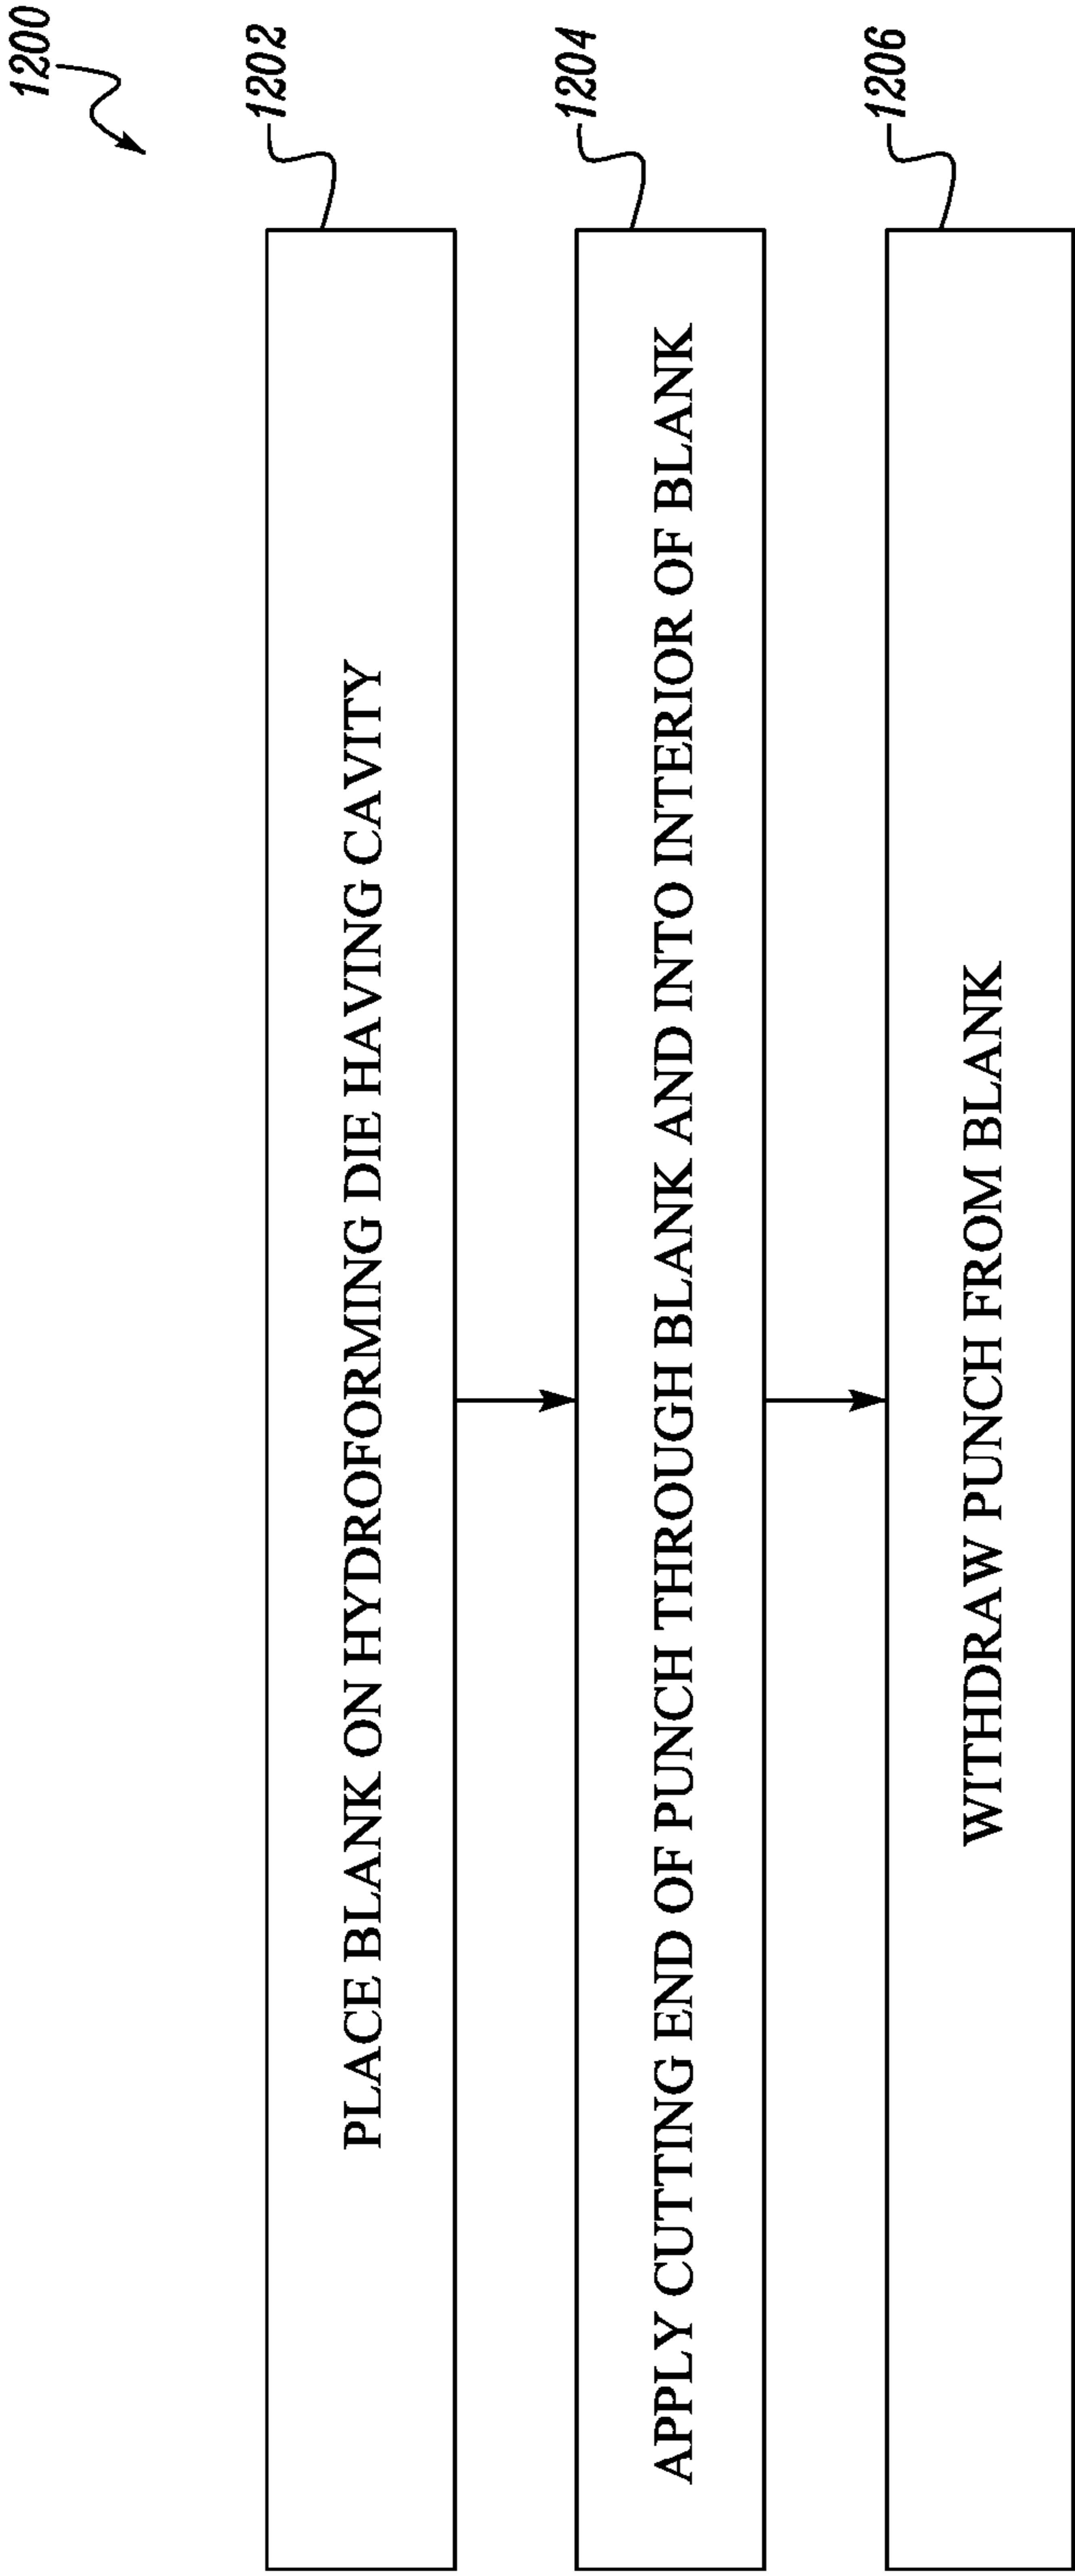 1200
1202
PLACE BLANK ON HYDROFORMING DIE HAVING CAVITY
1204
APPLY CUTTING END OF PUNCH THROUGH BLANK AND INTO INTERIOR OF BLANK
1206
WITHDRAW PUNCH FROM BLANK